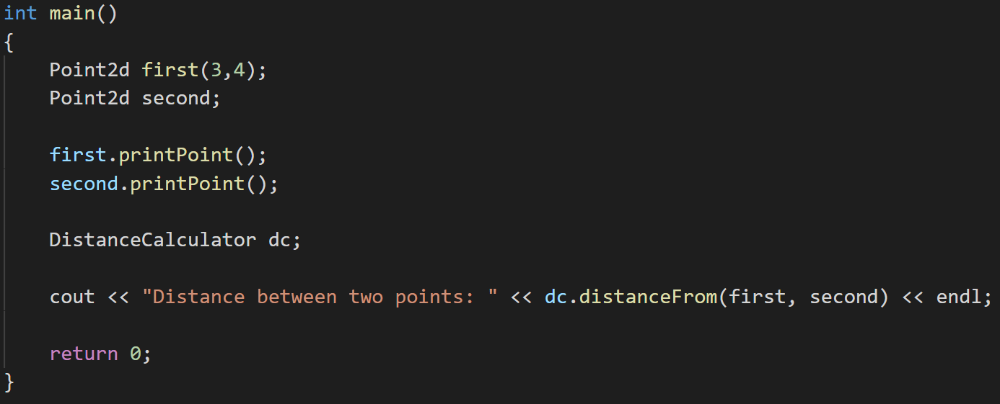 int main()
{
    Point2d first(3,4);
    Point2d second;
    first.printPoint();
    second.printPoint();
    DistanceCalculator dc;
    cout << "Distance between two points: " << dc.distanceFrom(first, second) << endl;
    return 0;
}